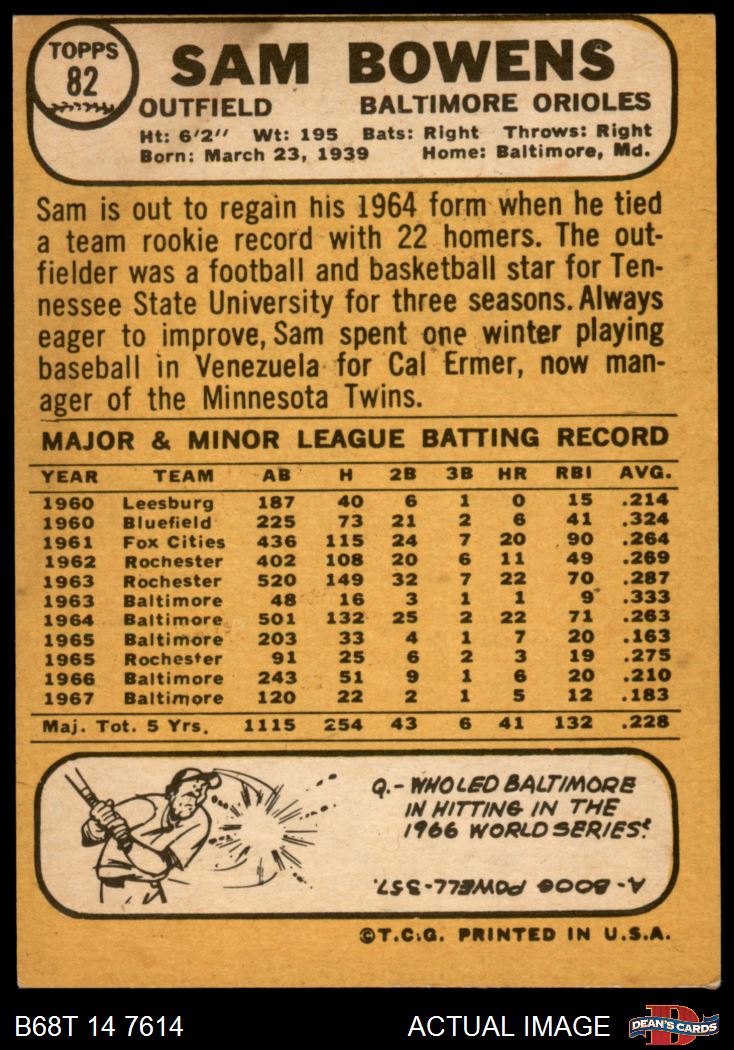 TOPPS
82
SAM BOWENS
OUTFIELD BALTIMORE ORIOLES
Ht: 6'2" Wt: 195 Bats: Right Throws: Right
Born: March 23, 1939 Home: Baltimore, Md.
Sam is out to regain his 1964 form when he tied
a team rookie record with 22 homers. The out-
fielder was a football and basketball star for Ten-
nessee State University for three seasons. Always
eager to improve, Sam spent one winter playing
baseball in Venezuela for Cal Ermer, now man-
ager of the Minnesota Twins.
MAJOR & MINOR LEAGUE BATTING RECORD
YEAR TEAM AB H 2B 3B HR RBI AVG.
1960 Leesburg 187 40 6 1 0 15 .214
1960 Bluefield 225 73 21 2 6 41 .324
1961 Fox Cities 436 115 24 7 20 90 .264
1962 Rochester 402 108 20 6 11 49 .269
1963 Rochester 520 149 32 7 22 70 .287
1963 Baltimore 48 16 3 1 1 9 .333
1964 Baltimore 501 132 25 2 22 71 .263
1965 Baltimore 203 33 4 1 7 20 .163
1965 Rochester 91 25 6 2 3 19 .275
1966 Baltimore 243 51 9 1 6 20 .210
1967 Baltimore 120 22 2 1 5 12 .183
Maj. Tot. 5 Yrs. 1115 254 43 6 41 132 .228
Q.- WHO LED BALTIMORE
IN HITTING IN THE
1966 WORLD SERIES?
A- BOOG POWELL-.357.
©T.C.G. PRINTED IN U.S.A.
B68T 14 7614 ACTUAL IMAGE DEAN'S CARDS